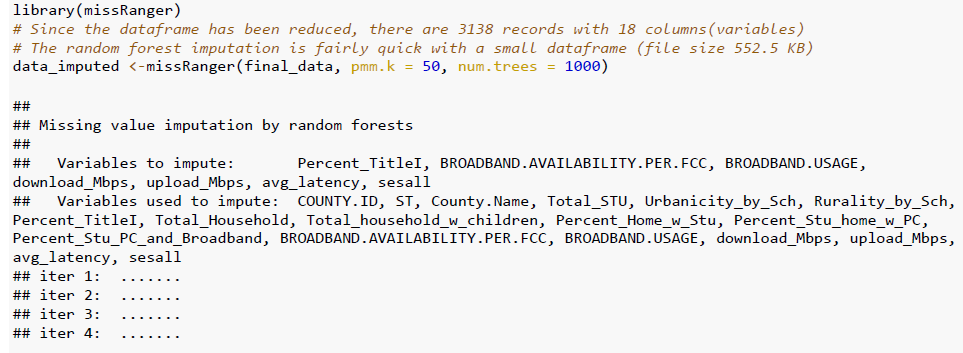 library(missRanger)
# Since the dataframe has been reduced, there are 3138 records with 18 columns(variables)
# The random forest imputation is fairly quick with a small dataframe (file size 552.5 KB)
data_imputed <-missRanger(final_data, pmm.k = 50, num.trees = 1000)
##
## Missing value imputation by random forests
##
##   Variables to impute:       Percent_TitleI, BROADBAND.AVAILABILITY.PER.FCC, BROADBAND.USAGE,
download_Mbps, upload_Mbps, avg_latency, sesall
##   Variables used to impute:  COUNTY.ID, ST, County.Name, Total_STU, Urbanicity_by_Sch, Rurality_by_Sch,
Percent_TitleI, Total_Household, Total_household_w_children, Percent_Home_w_Stu, Percent_Stu_home_w_PC,
Percent_Stu_PC_and_Broadband, BROADBAND.AVAILABILITY.PER.FCC, BROADBAND.USAGE, download_Mbps, upload_Mbps,
avg_latency, sesall
## iter 1:  .......
## iter 2:  .......
## iter 3:  .......
## iter 4:  .......